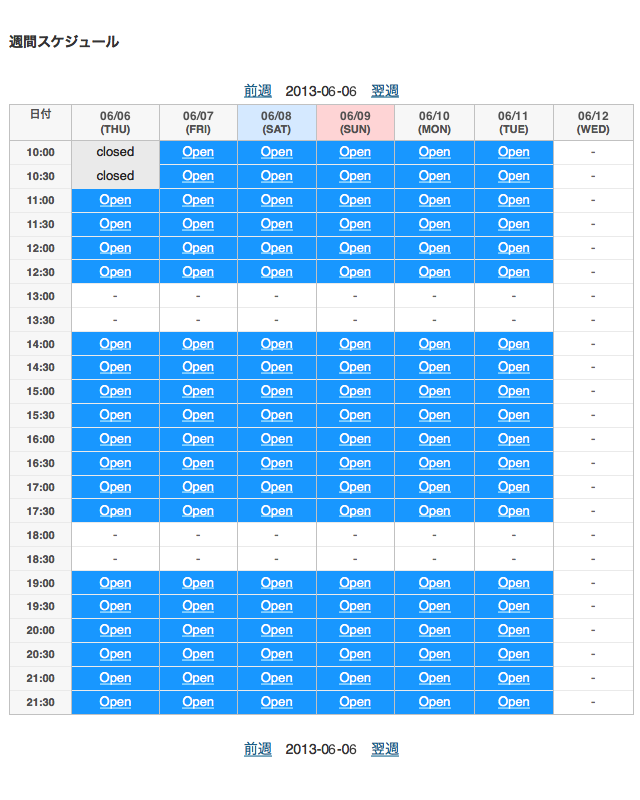 週間スケジュール
前週 2013-06-06 翌週
日付 06/06 (THU) 06/07 (FRI) 06/08 (SAT) 06/09 (SUN) 06/10 (MON) 06/11 (TUE) 06/12 (WED)
10:00 closed Open Open Open Open Open -
10:30 closed Open Open Open Open Open -
11:00 Open Open Open Open Open Open -
11:30 Open Open Open Open Open Open -
12:00 Open Open Open Open Open Open -
12:30 Open Open Open Open Open Open -
13:00 - - - - - - -
13:30 - - - - - - -
14:00 Open Open Open Open Open Open -
14:30 Open Open Open Open Open Open -
15:00 Open Open Open Open Open Open -
15:30 Open Open Open Open Open Open -
16:00 Open Open Open Open Open Open -
16:30 Open Open Open Open Open Open -
17:00 Open Open Open Open Open Open -
17:30 Open Open Open Open Open Open -
18:00 - - - - - - -
18:30 - - - - - - -
19:00 Open Open Open Open Open Open -
19:30 Open Open Open Open Open Open -
20:00 Open Open Open Open Open Open -
20:30 Open Open Open Open Open Open -
21:00 Open Open Open Open Open Open -
21:30 Open Open Open Open Open Open -
前週 2013-06-06 翌週